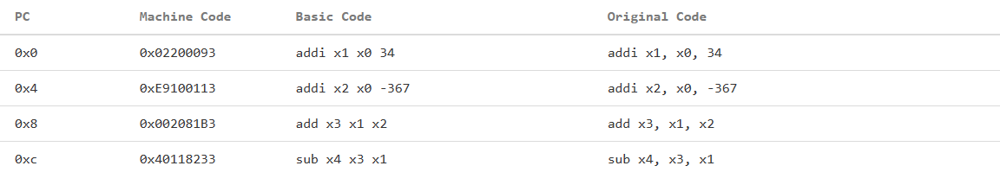 PC Machine Code Basic Code Original Code
0x0 0x02200093 addi x1 x0 34 addi x1, x0, 34
0x4 0xE9100113 addi x2 x0 -367 addi x2, x0, -367
0x8 0x002081B3 add x3 x1 x2 add x3, x1, x2
0xc 0x40118233 sub x4 x3 x1 sub x4, x3, x1